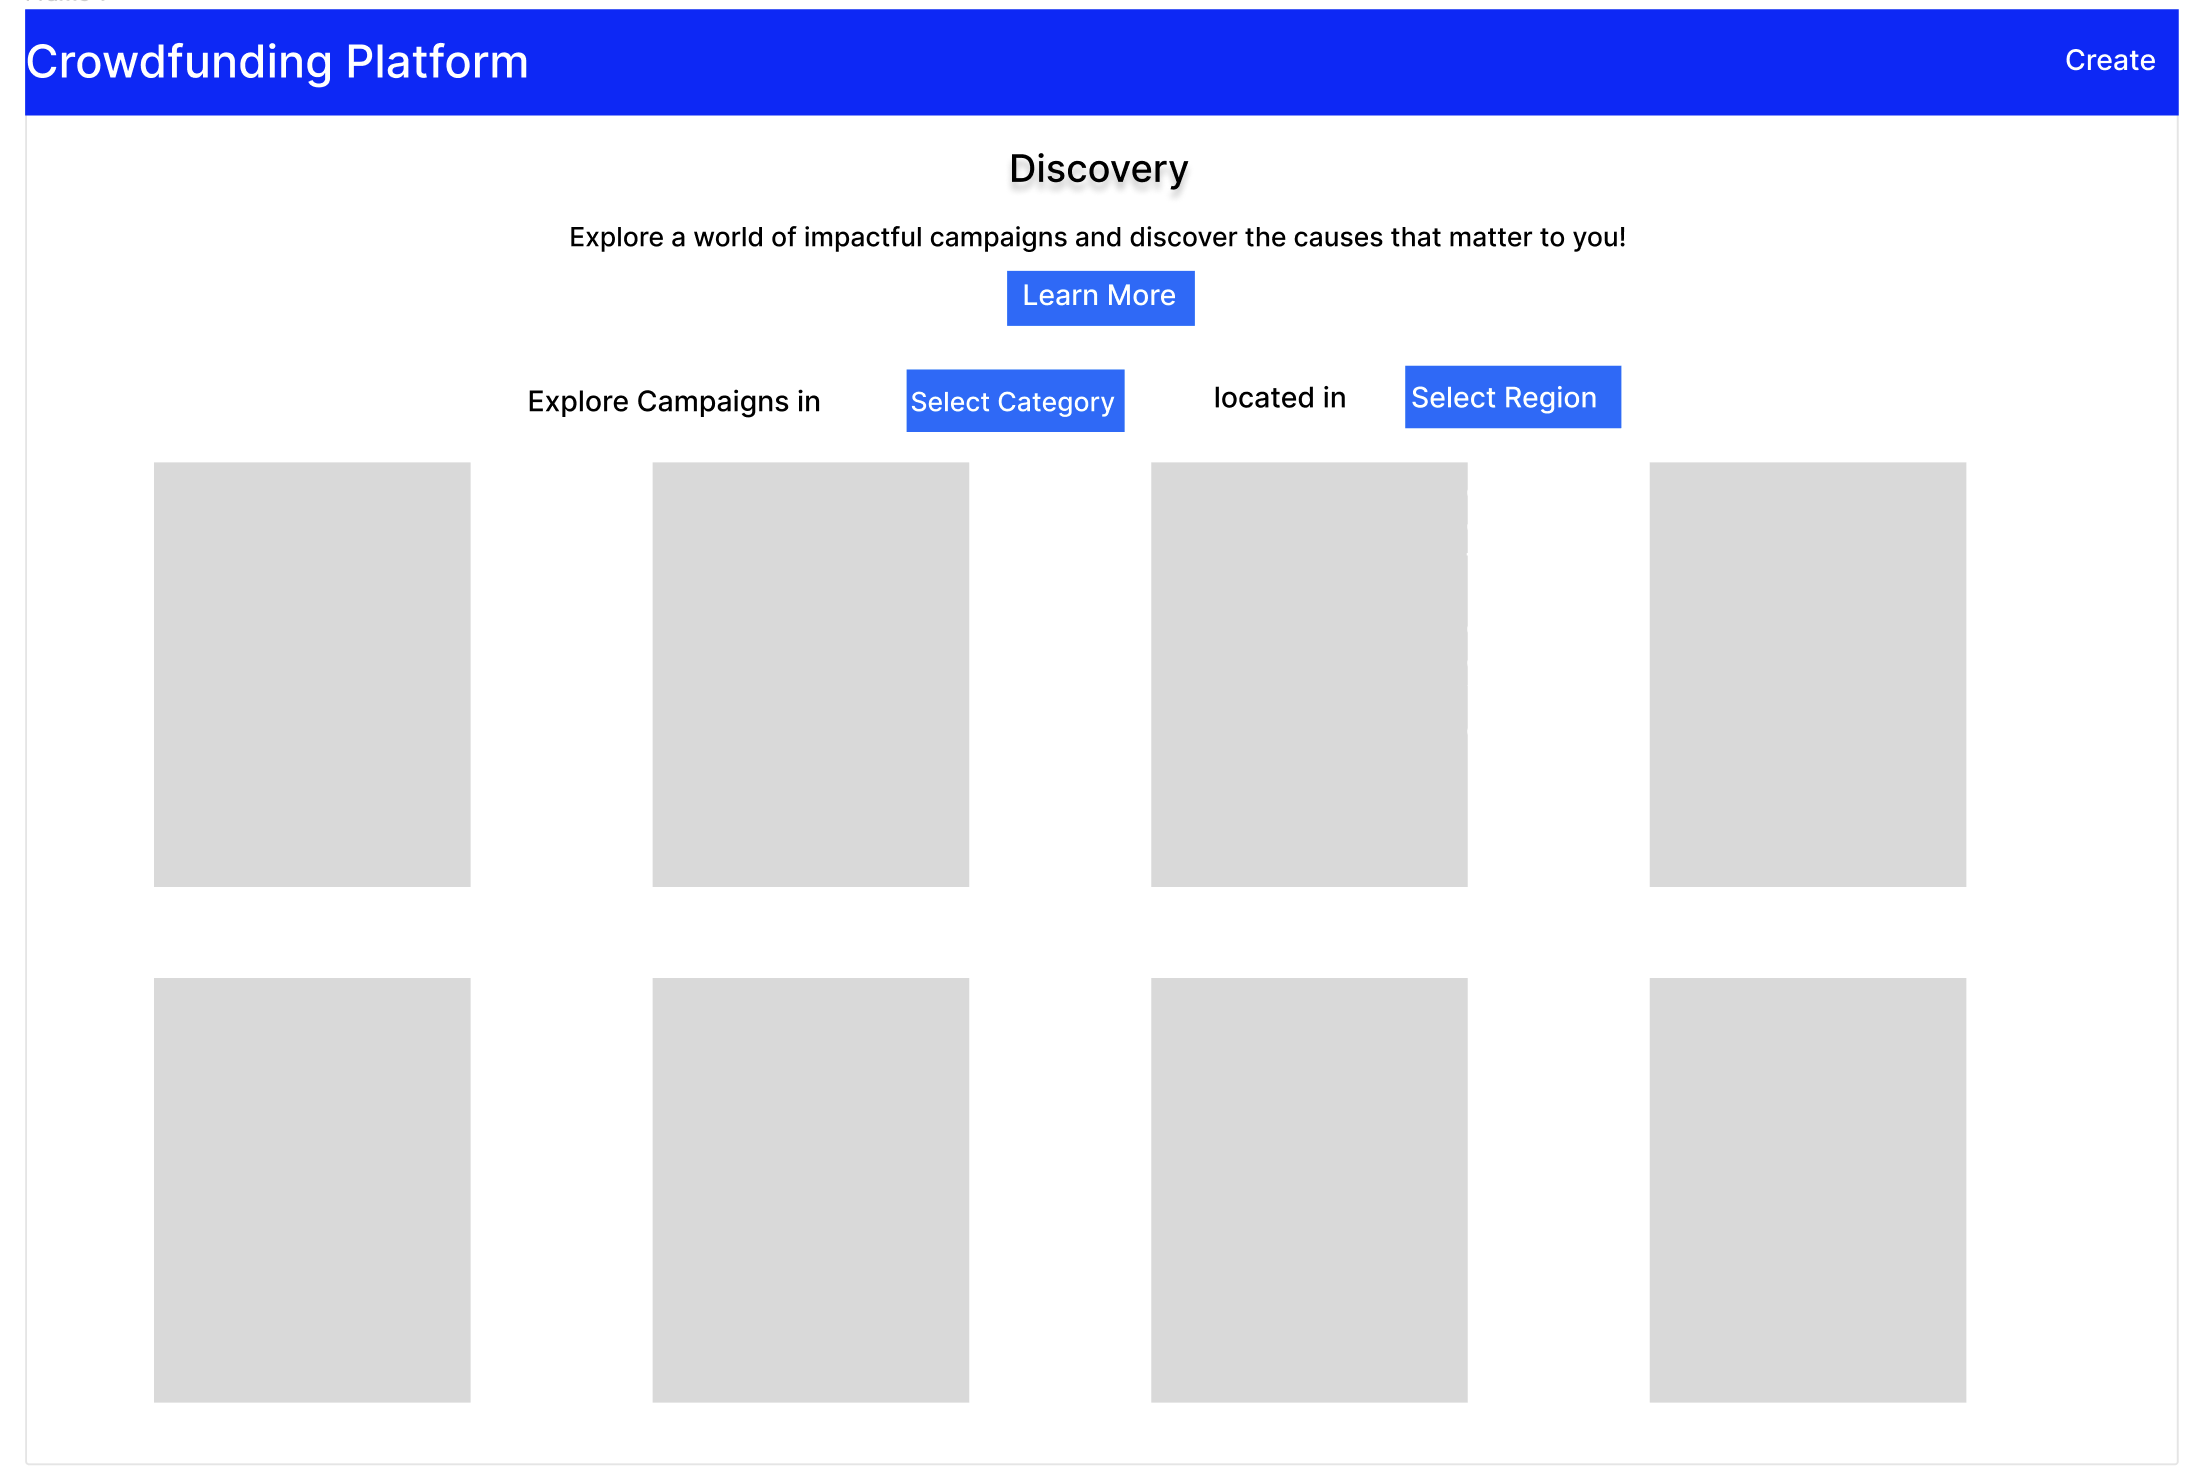 Crowdfunding Platform Create
Discovery
Explore a world of impactful campaigns and discover the causes that matter to you!
Learn More
Explore Campaigns in Select Category located in Select Region